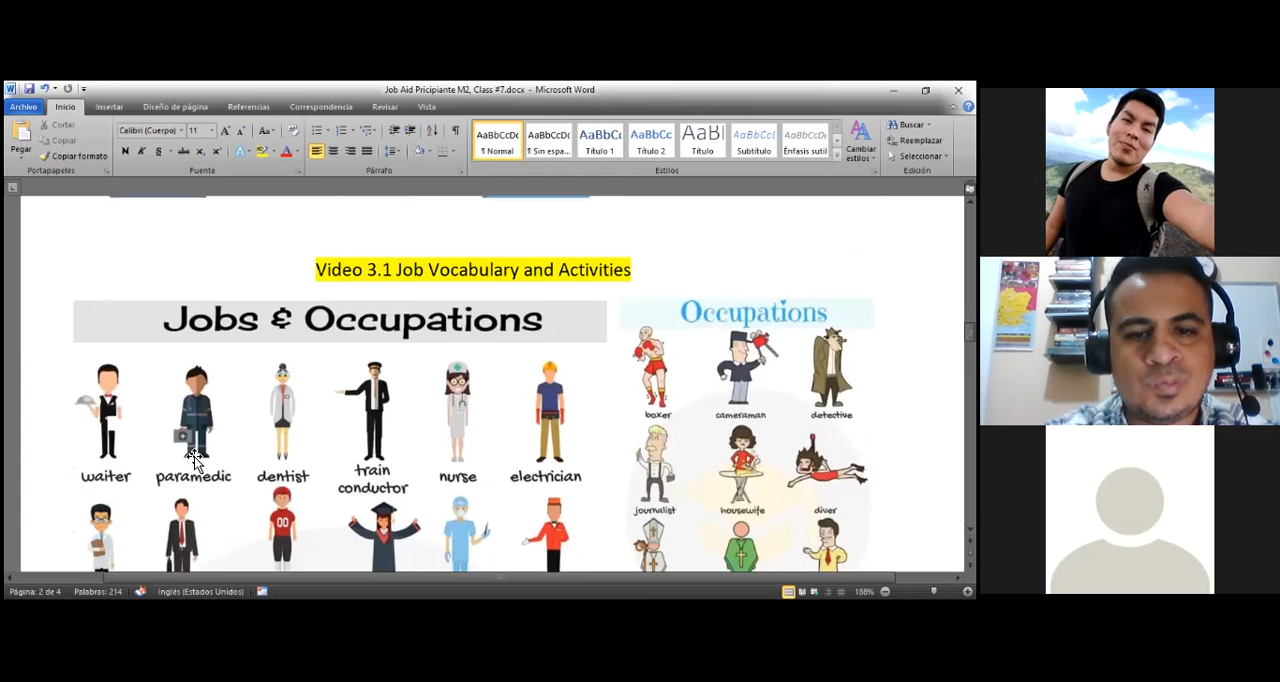 Job Aid Pricipiante M2, Class #7.docx - Microsoft Word
Archivo Inicio Insertar Diseño de página Referencias Correspondencia Revisar Vista
Pegar
Cortar
Copiar
Copiar formato
Portapapeles
Calibri (Cuerpo) 11
Fuente
Párrafo
AaBbCcDc AaBbCcDc AaBbCc AaBbCc AaBl AaBbCcl AaBbCcDc
¶ Normal ¶ Sin espa... Título 1 Título 2 Título Subtítulo Énfasis sutil
Cambiar estilos
Estilos
Buscar
Reemplazar
Seleccionar
Edición
Video 3.1 Job Vocabulary and Activities
Jobs & Occupations
waiter paramedic dentist train conductor nurse electrician
00
Occupations
boxer cameraman detective
journalist housewife diver
Página: 2 de 4 Palabras: 214 Inglés (Estados Unidos) 188%